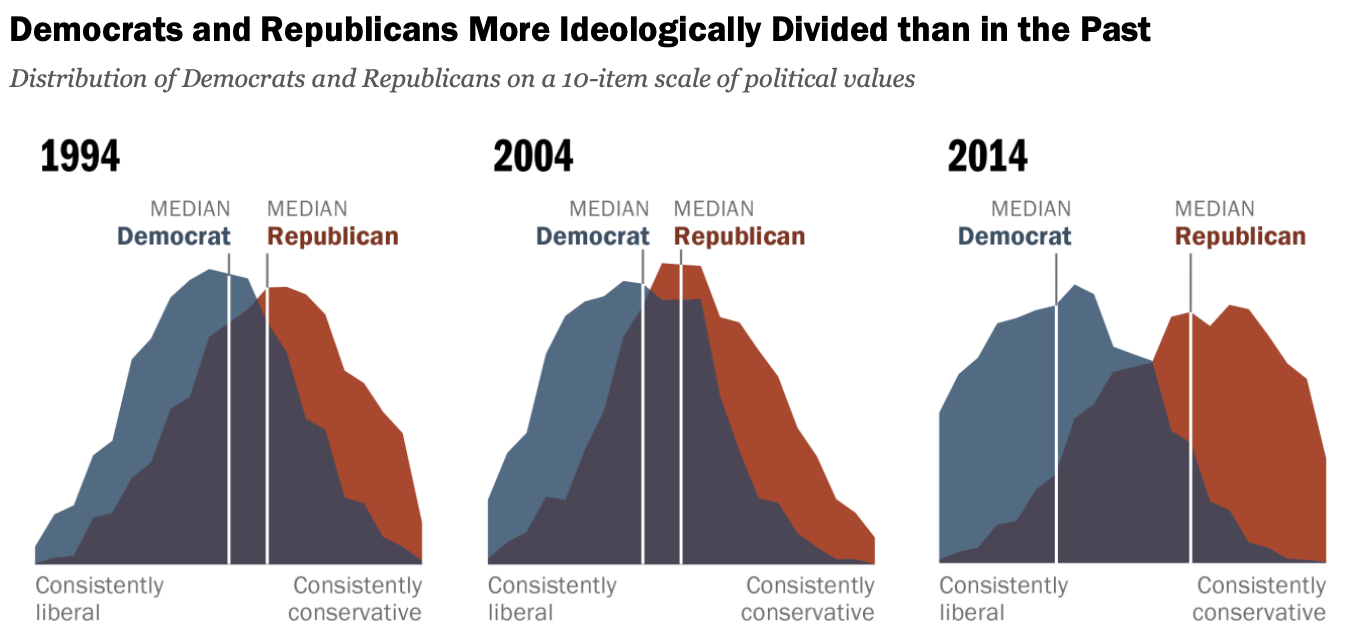 Democrats and Republicans More Ideologically Divided than in the Past
Distribution of Democrats and Republicans on a 10-item scale of political values
1994
MEDIAN
Democrat
MEDIAN
Republican
Consistently
liberal
Consistently
conservative
2004
MEDIAN
Democrat
MEDIAN
Republican
Consistently
liberal
Consistently
conservative
2014
MEDIAN
Democrat
MEDIAN
Republican
Consistently
liberal
Consistently
conservative